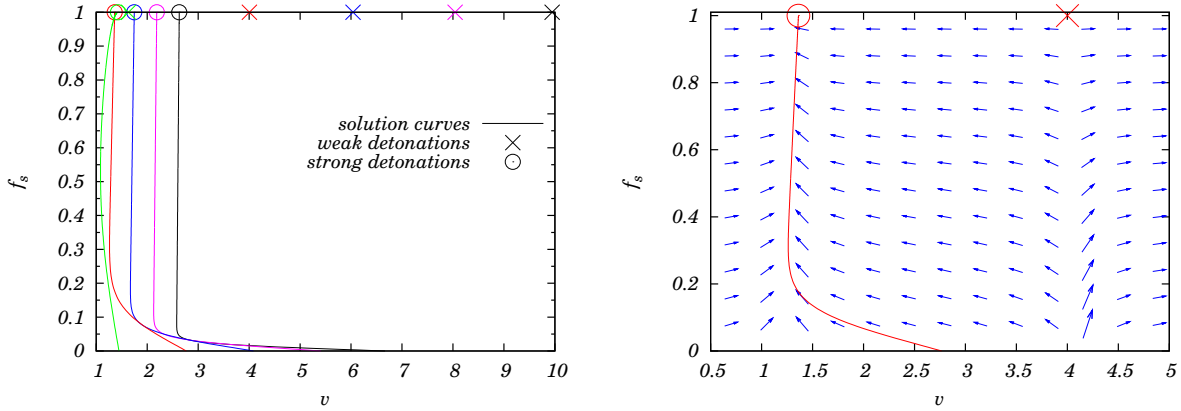 1
0.9
0.8
0.7
0.6
0.5
0.4
0.3
0.2
0.1
0
f_s
solution curves
weak detonations
strong detonations
1 2 3 4 5 6 7 8 9 10
v
1
0.8
0.6
0.4
0.2
0
f_s
0.5 1 1.5 2 2.5 3 3.5 4 4.5 5
v